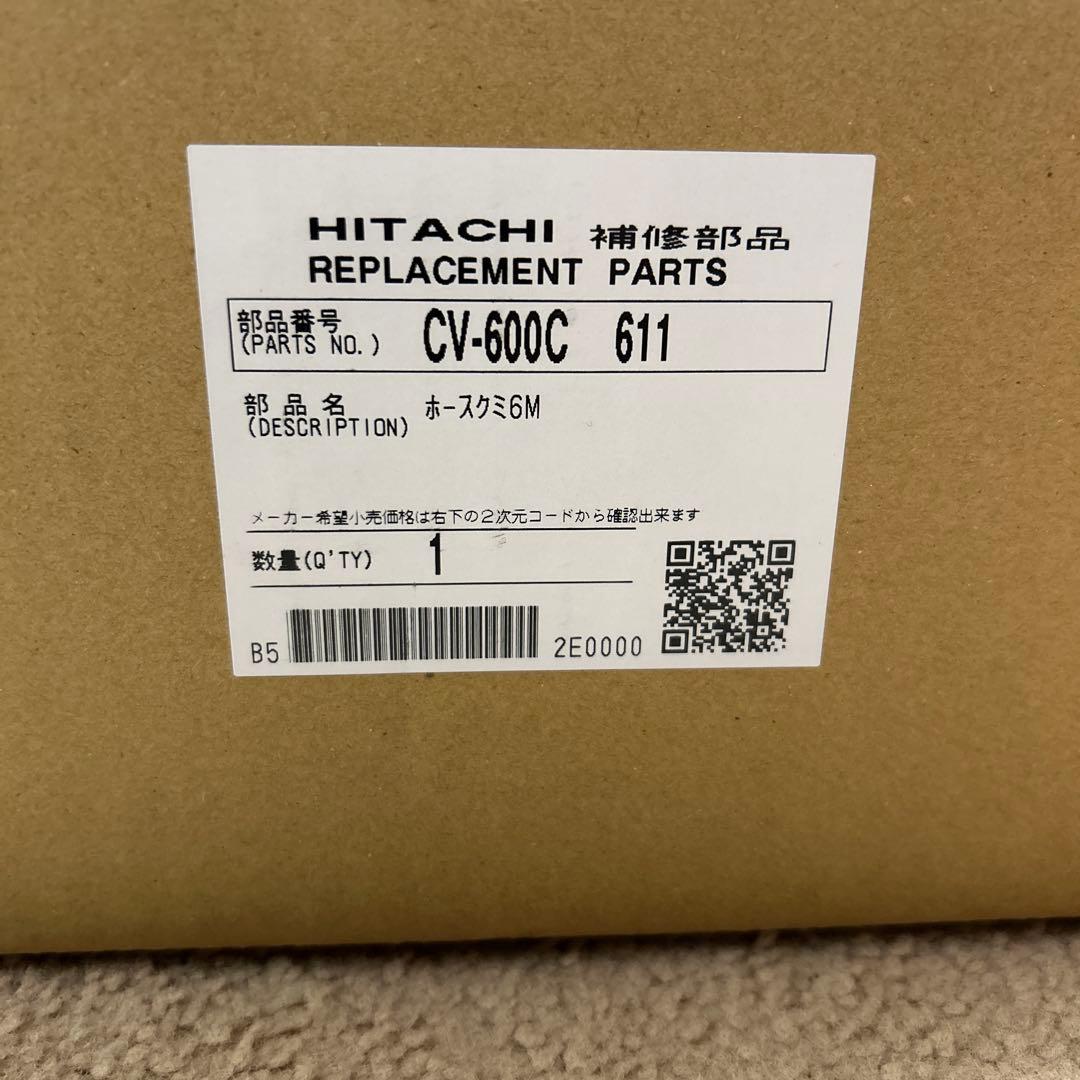 HITACHI 補修部品
REPLACEMENT PARTS
部品番号 CV-600C 611
(PARTS NO.)
部品名 ホースクミ6M
(DESCRIPTION)
メーカー希望小売価格は右下の2次元コードから確認出来ます
数量(Q'TY) 1
B5 2E0000